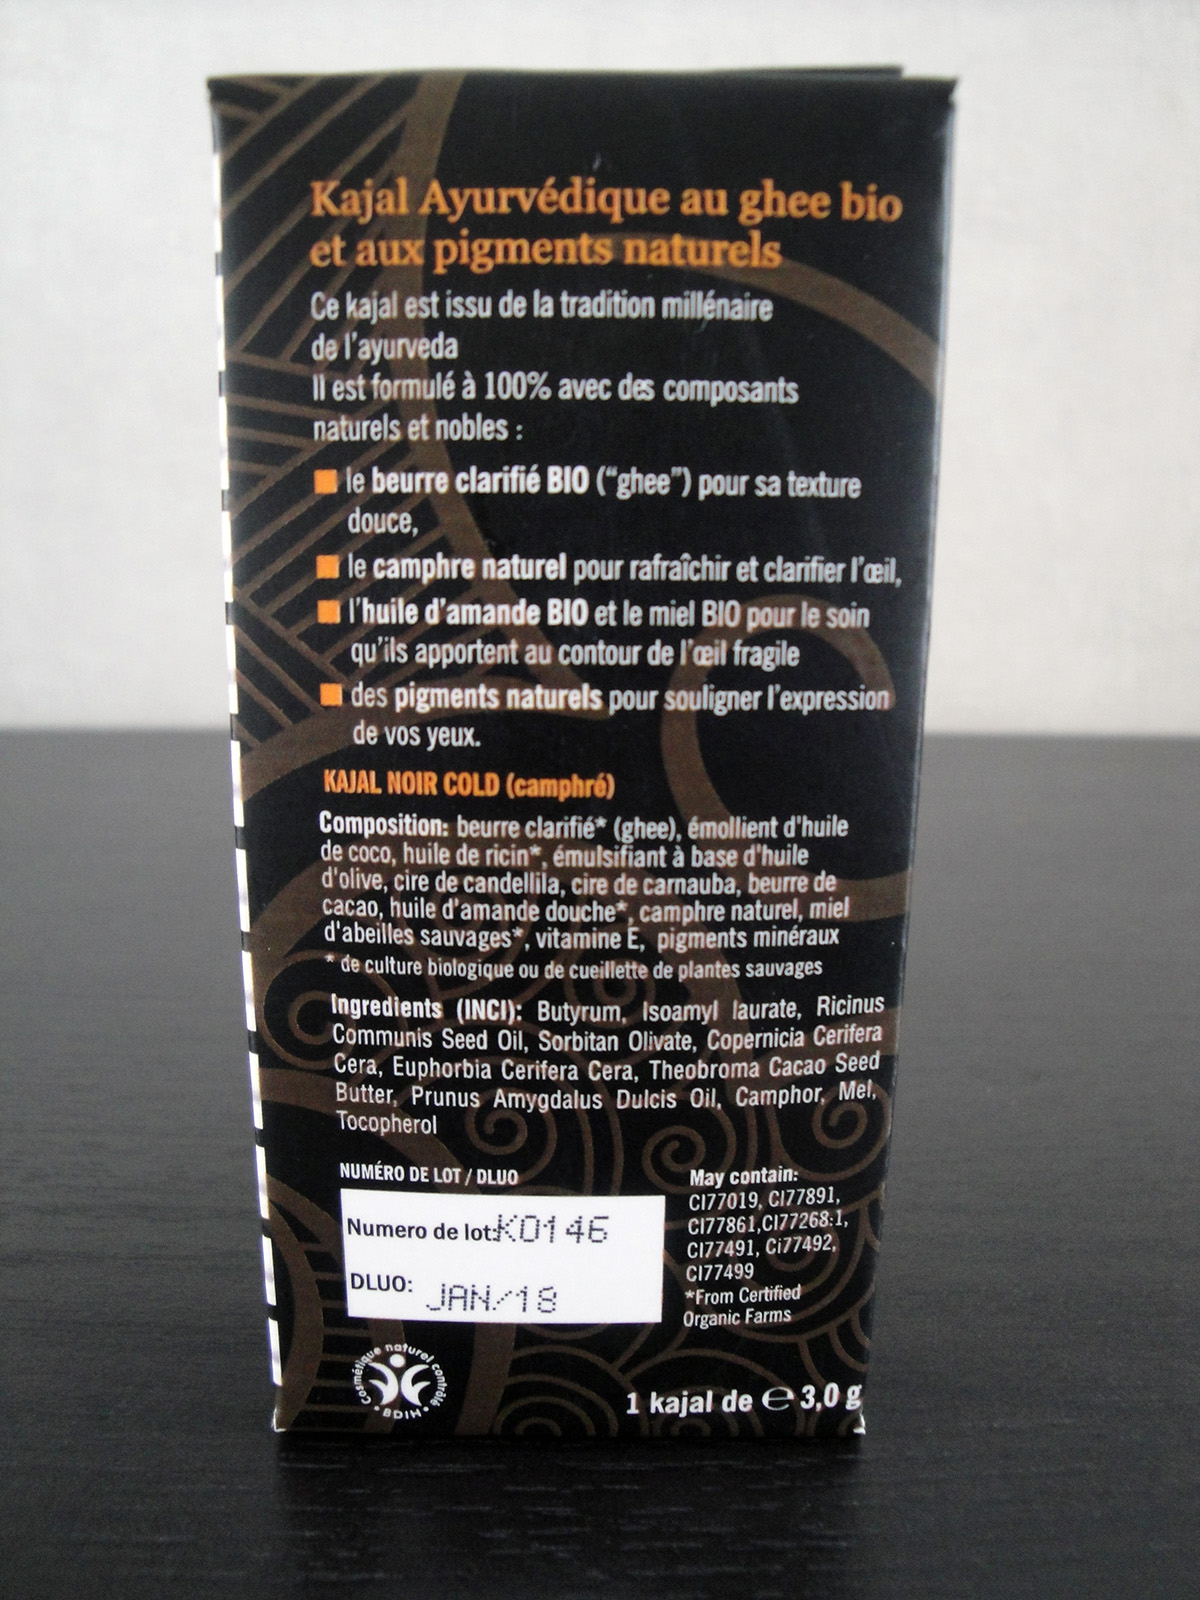 Kajal Ayurvédique au ghee bio
et aux pigments naturels
Ce kajal est issu de la tradition millénaire
de l'ayurveda
Il est formulé à 100% avec des composants
naturels et nobles :
le beurre clarifié BIO (“ghee”) pour sa texture
douce,
le camphre naturel pour rafraîchir et clarifier l'œil,
l'huile d'amande BIO et le miel BIO pour le soin
qu'ils apportent au contour de l'œil fragile
des pigments naturels pour souligner l'expression
de vos yeux.
KAJAL NOIR COLD (camphré)
Composition: beurre clarifié* (ghee), émollient d'huile
de coco, huile de ricin*, émulsifiant à base d'huile
d'olive, cire de candellila, cire de carnauba, beurre de
cacao, huile d'amande douche*, camphre naturel, miel
d'abeilles sauvages*, vitamine E, pigments minéraux
* de culture biologique ou de cueillette de plantes sauvages
Ingredients (INCI): Butyrum, Isoamyl laurate, Ricinus
Communis Seed Oil, Sorbitan Olivate, Copernicia Cerifera
Cera, Euphorbia Cerifera Cera, Theobroma Cacao Seed
Butter, Prunus Amygdalus Dulcis Oil, Camphor, Mel,
Tocopherol
NUMÉRO DE LOT / DLUO
Numero de lot:K0146
DLUO: JAN/18
May contain:
CI77019, CI77891,
CI77861,CI77268:1,
CI77491, Ci77492,
CI77499
*From Certified
Organic Farms
Cosmétique naturel contrôlé
• BDIH •
1 kajal de e 3,0 g